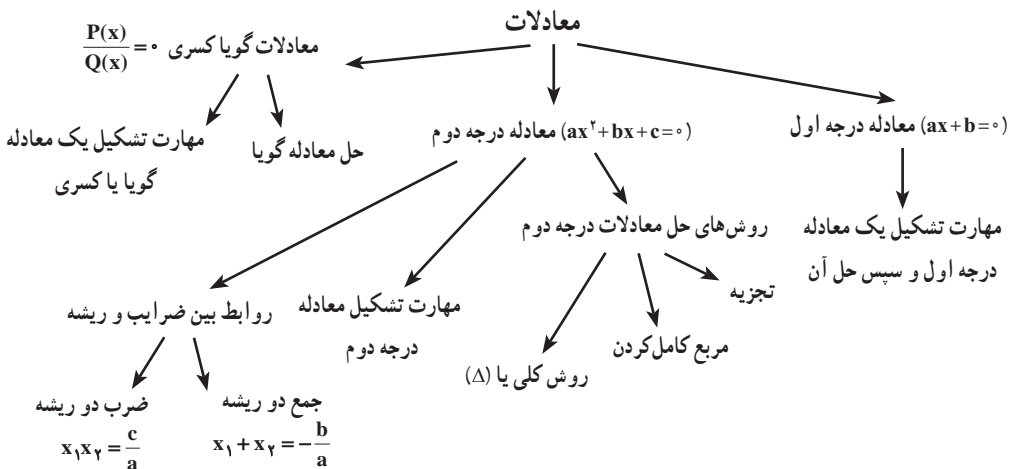 معادلات
معادله درجه اول (ax+b=۰)
مهارت تشکیل یک معادله
درجه اول و سپس حل آن
معادله درجه دوم (ax۲+bx+c=۰)
روش‌های حل معادلات درجه دوم
تجزیه
مربع کامل‌کردن
روش کلی یا (Δ)
مهارت تشکیل معادله
درجه دوم
روابط بین ضرایب و ریشه
جمع دو ریشه
x۱+x۲=−b/a
ضرب دو ریشه
x۱x۲=c/a
معادلات گویا کسری P(x)/Q(x)=۰
حل معادله گویا
مهارت تشکیل یک معادله
گویا یا کسری